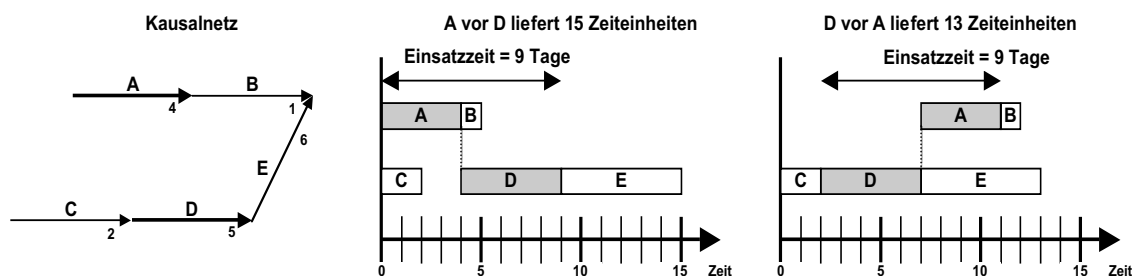 Kausalnetz
A
B
4
1
6
E
C
D
2
5
A vor D liefert 15 Zeiteinheiten
Einsatzzeit = 9 Tage
A
B
C
D
E
0
5
10
15
Zeit
D vor A liefert 13 Zeiteinheiten
Einsatzzeit = 9 Tage
A
B
C
D
E
0
5
10
15
Zeit